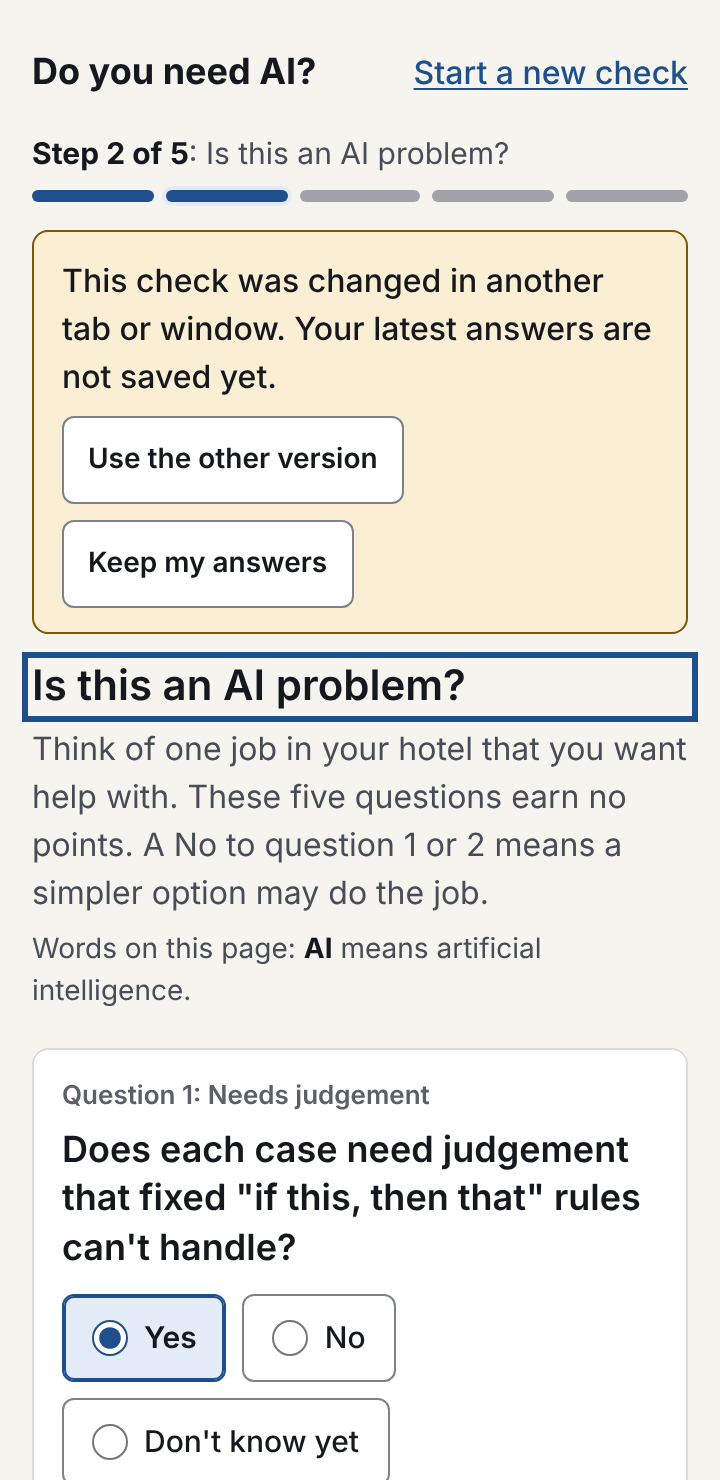 Do you need AI?
Start a new check
Step 2 of 5: Is this an AI problem?
This check was changed in another
tab or window. Your latest answers are
not saved yet.
Use the other version
Keep my answers
Is this an AI problem?
Think of one job in your hotel that you want
help with. These five questions earn no
points. A No to question 1 or 2 means a
simpler option may do the job.
Words on this page: AI means artificial
intelligence.
Question 1: Needs judgement
Does each case need judgement
that fixed "if this, then that" rules
can't handle?
Yes
No
Don't know yet